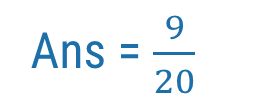 Ans = 9/20